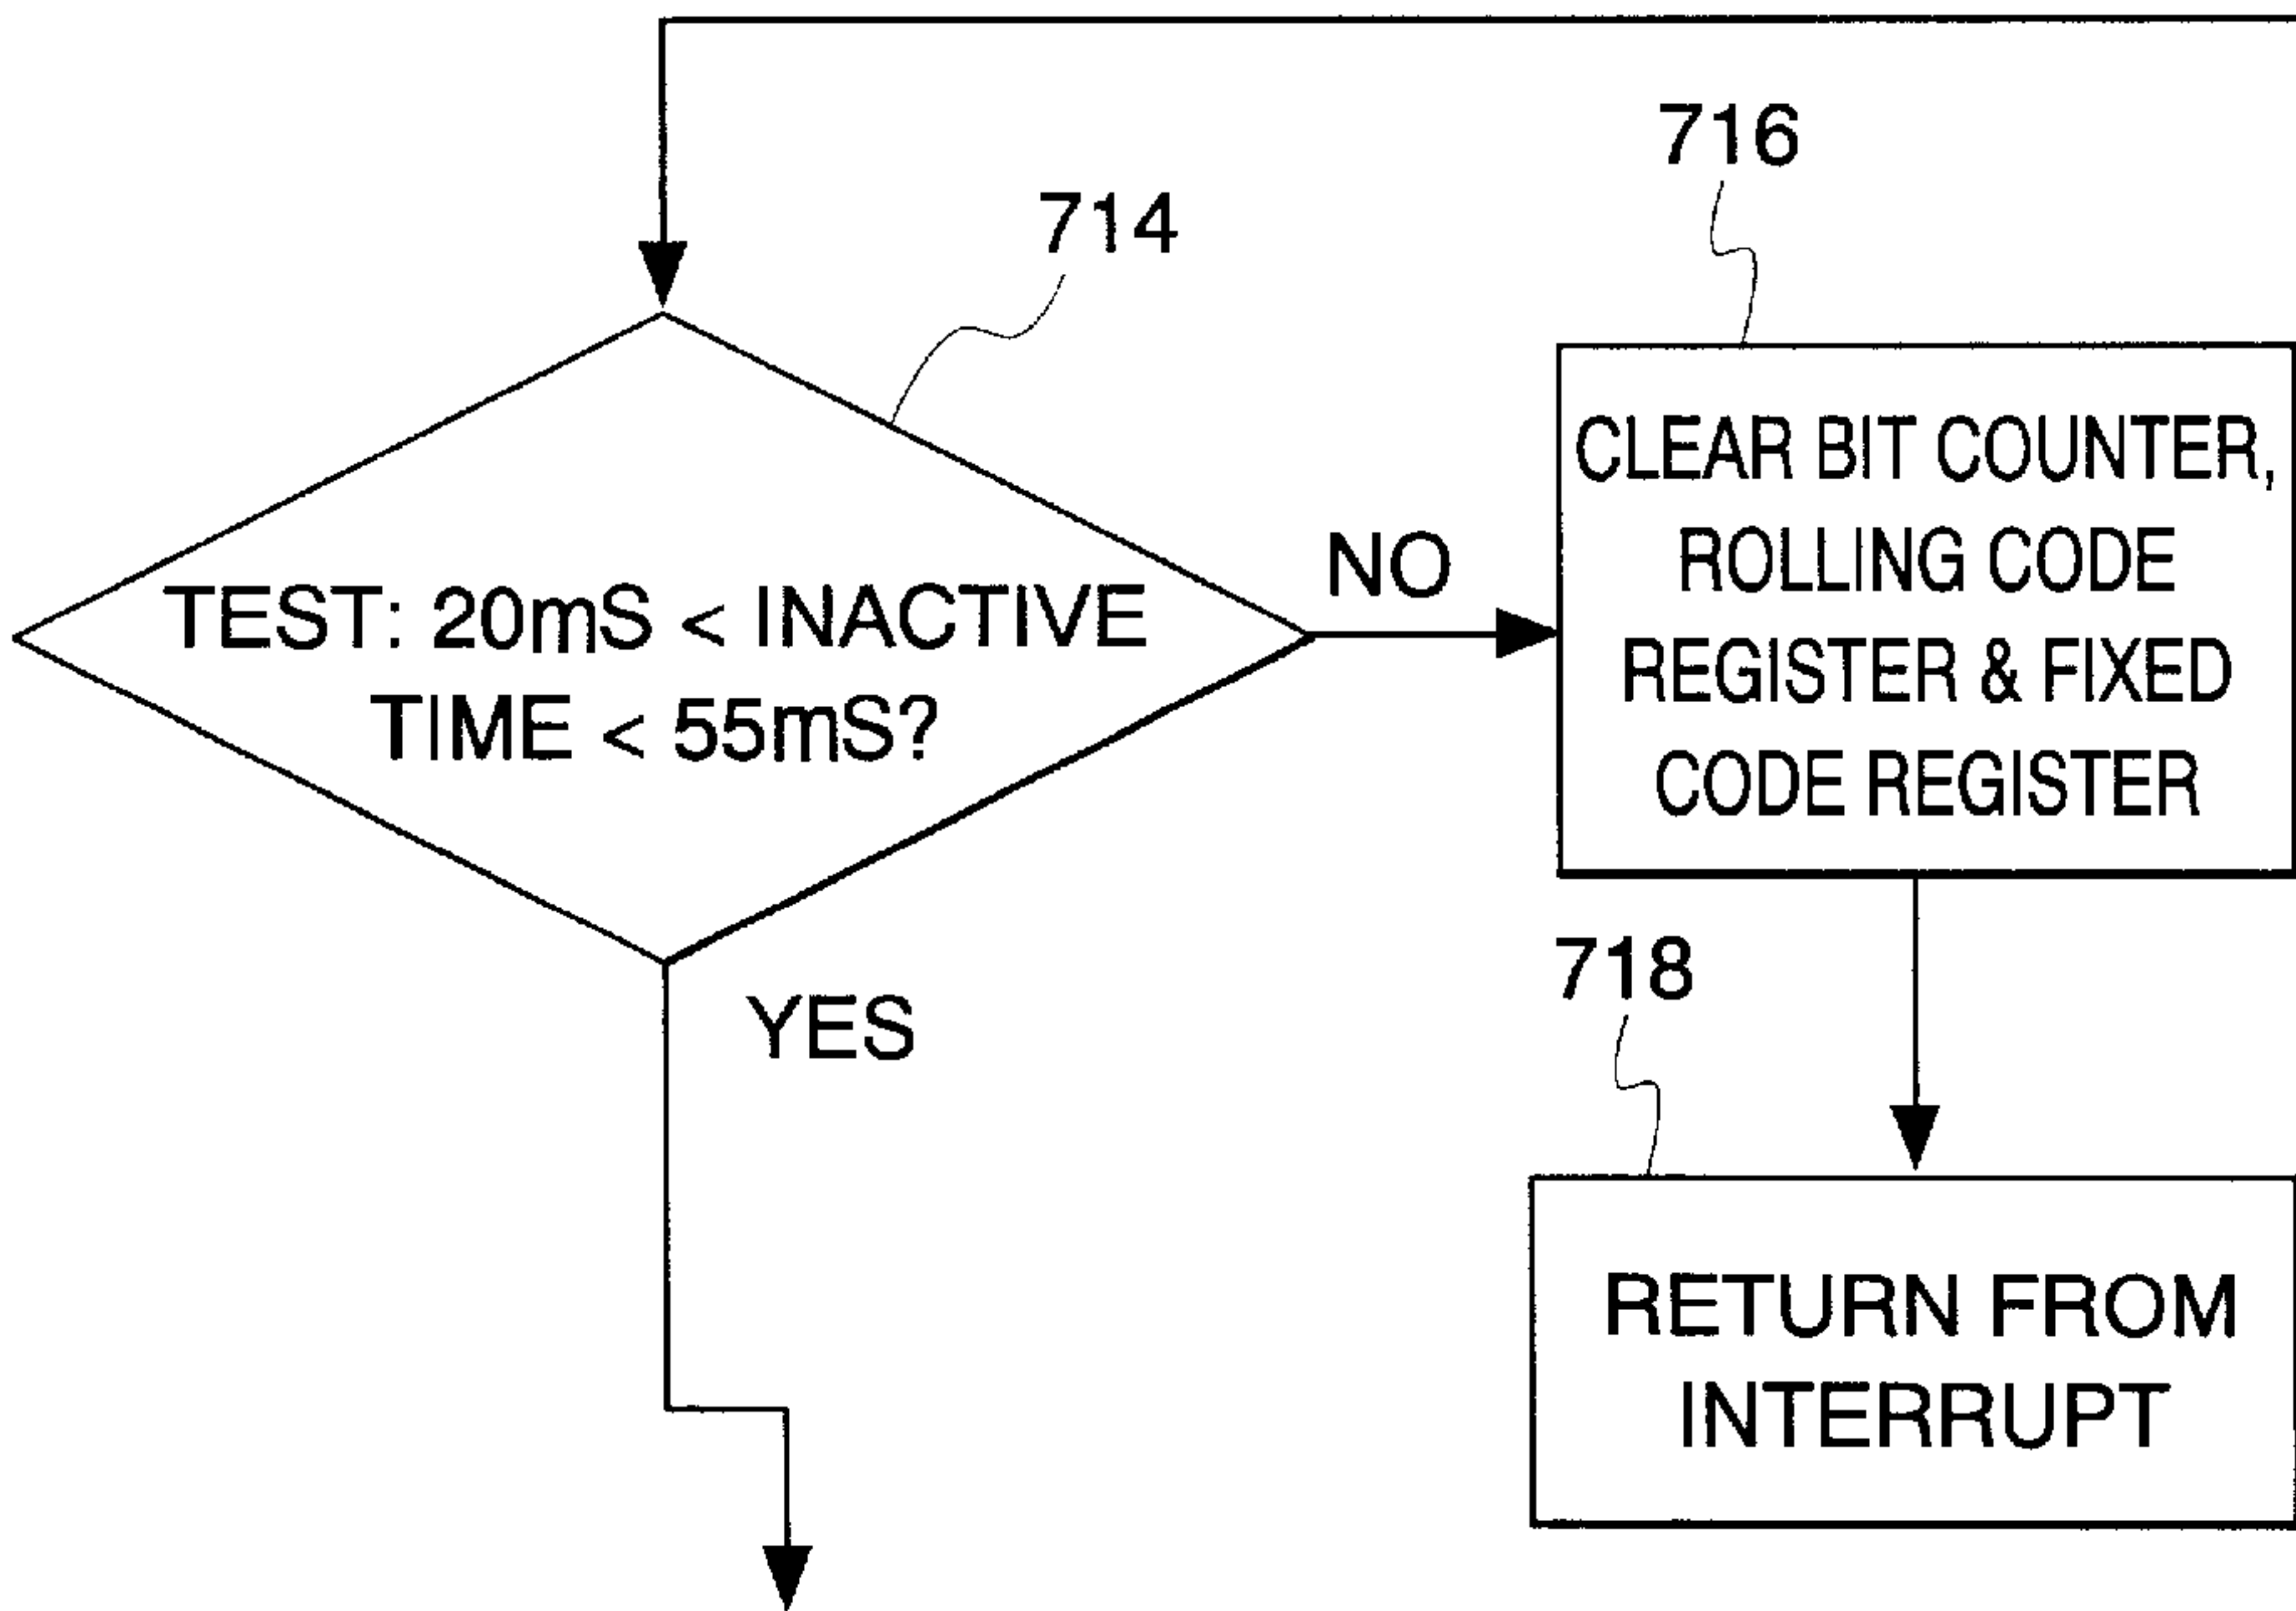 716
714
TEST: 20mS < INACTIVE
TIME < 55mS?
NO
CLEAR BIT COUNTER,
ROLLING CODE
REGISTER & FIXED
CODE REGISTER
YES
718
RETURN FROM
INTERRUPT